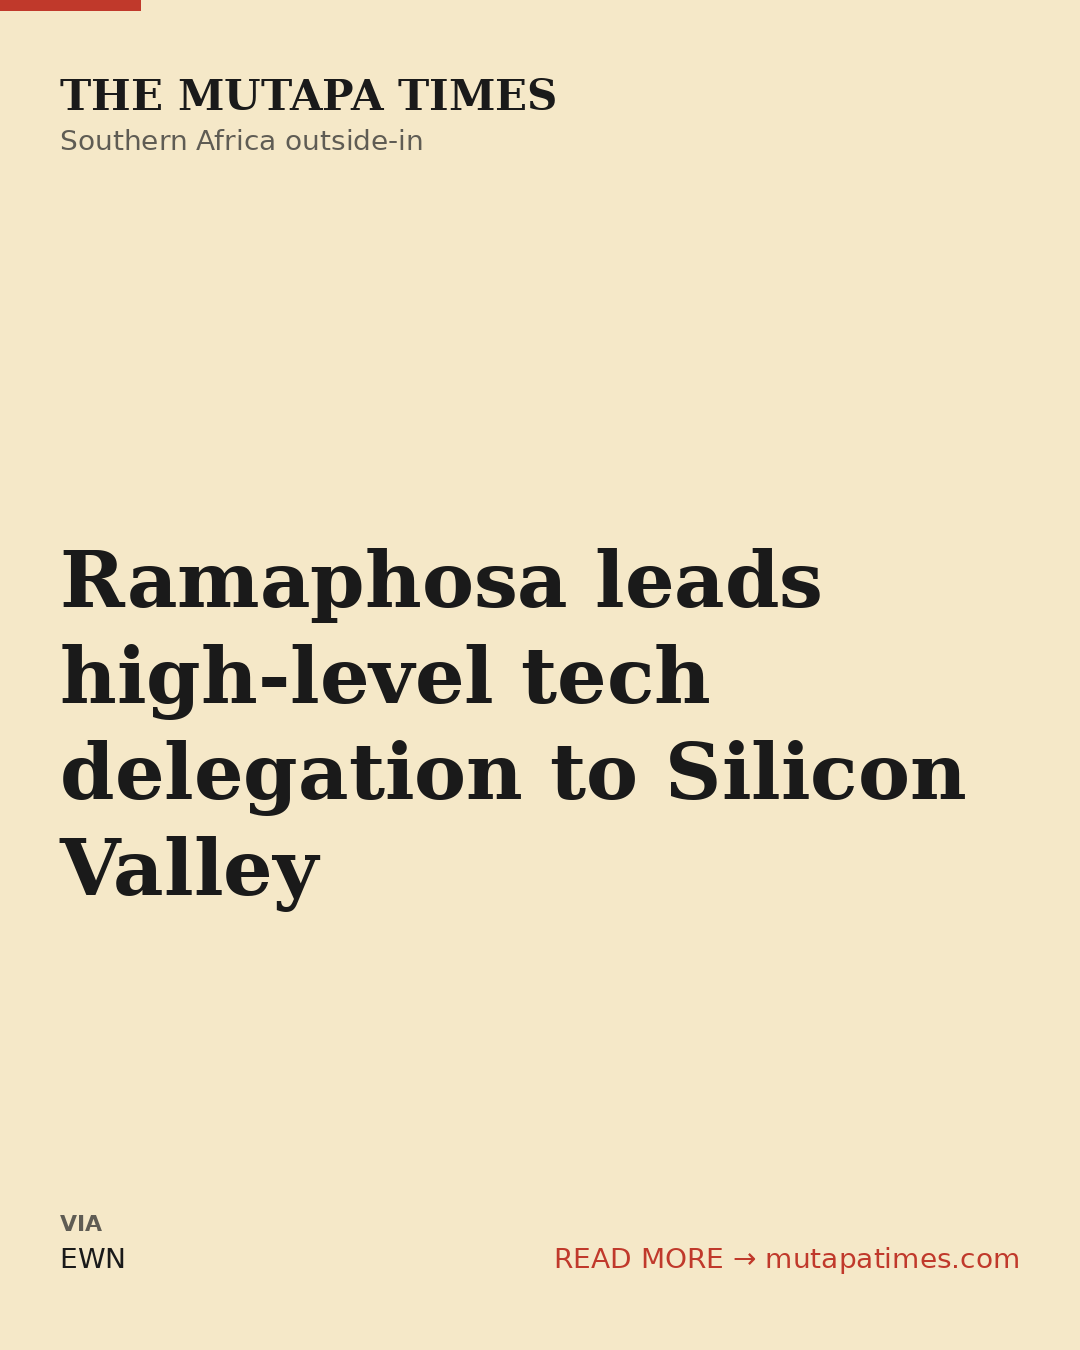 THE MUTAPA TIMES
Southern Africa outside-in
Ramaphosa leads
high-level tech
delegation to Silicon
Valley
VIA
EWN
READ MORE → mutapatimes.com